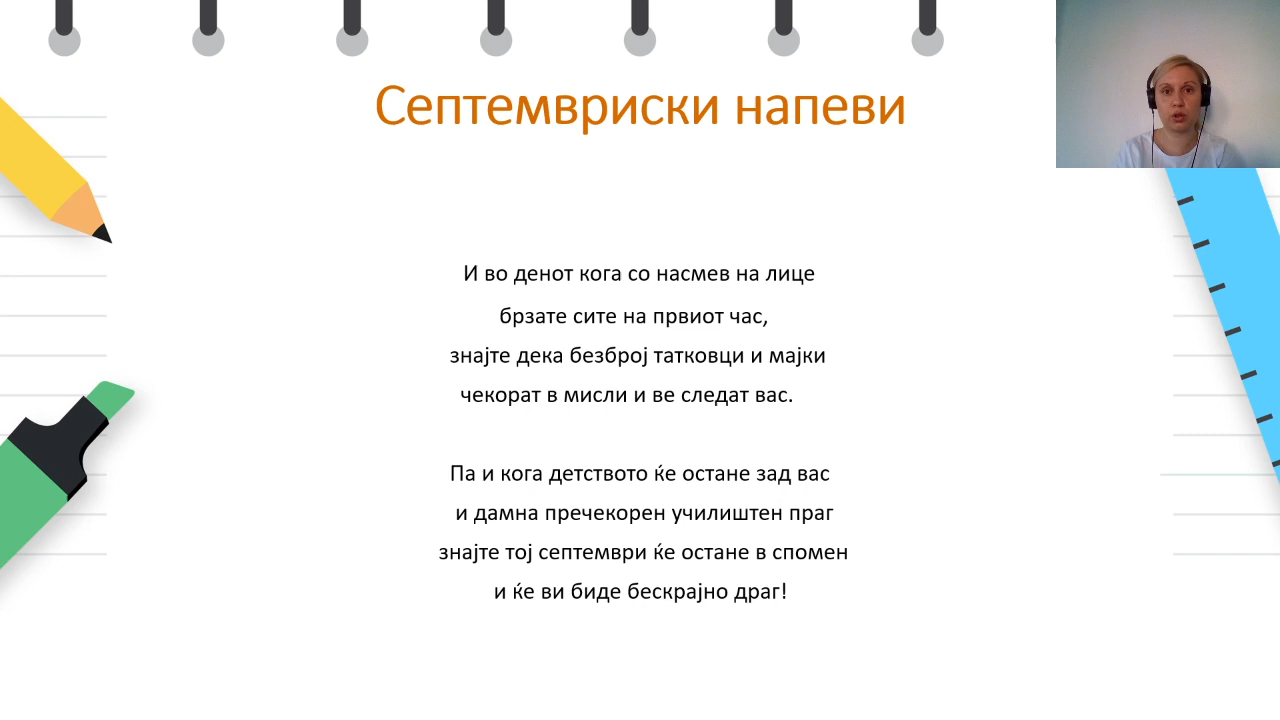 Септемвриски напеви
И во денот кога со насмев на лице
брзате сите на првиот час,
знајте дека безброј татковци и мајки
чекорат в мисли и ве следат вас.
Па и кога детството ќе остане зад вас
и дамна пречекорен училиштен праг
знајте тој септември ќе остане в спомен
и ќе ви биде бескрајно драг!